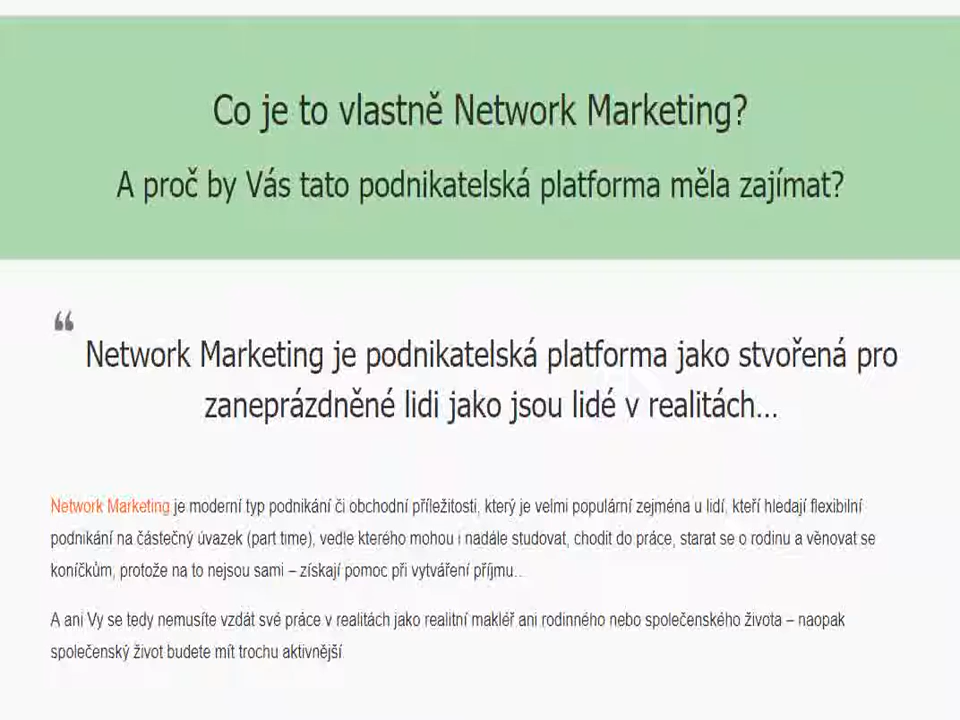 Co je to vlastně Network Marketing?
A proč by Vás tato podnikatelská platforma měla zajímat?
❝
Network Marketing je podnikatelská platforma jako stvořená pro
zaneprázdněné lidi jako jsou lidé v realitách...
Network Marketing je moderní typ podnikání či obchodní příležitosti, který je velmi populární zejména u lidí, kteří hledají flexibilní
podnikání na částečný úvazek (part time), vedle kterého mohou i nadále studovat, chodit do práce, starat se o rodinu a věnovat se
koníčkům, protože na to nejsou sami – získají pomoc při vytváření příjmu...
A ani Vy se tedy nemusíte vzdát své práce v realitách jako realitní makléř ani rodinného nebo společenského života – naopak
společenský život budete mít trochu aktivnější